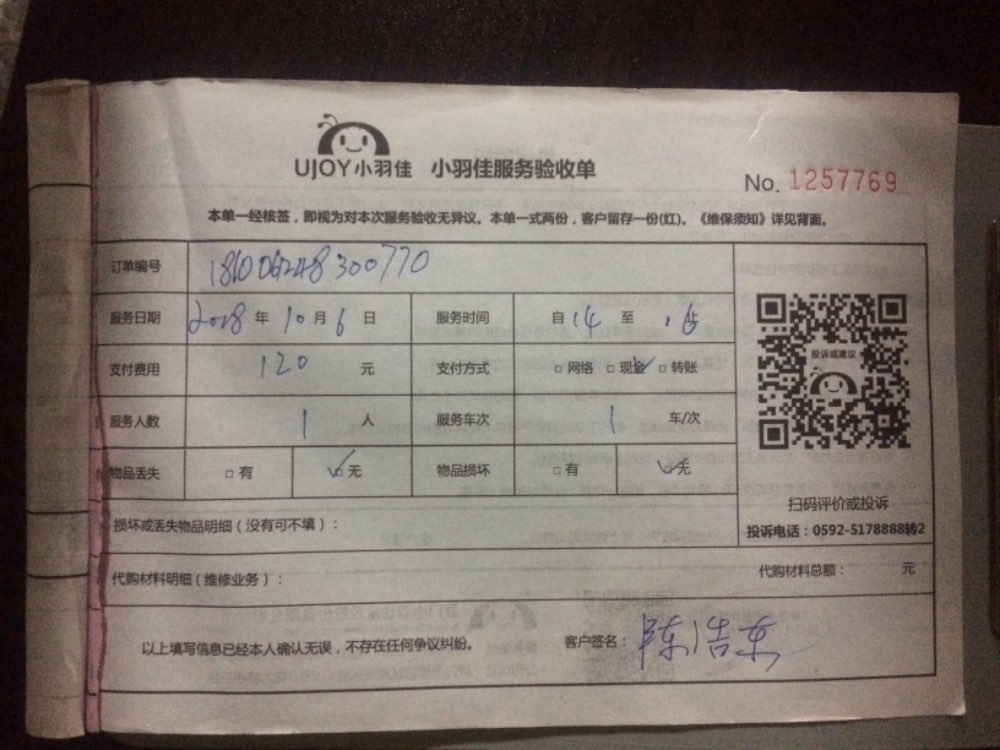 UJOY小羽佳 小羽佳服务验收单
No. 1257769
本单一经核签，即视为对本次服务验收无异议。本单一式两份，客户留存一份(红)。《维保须知》详见背面。
订单编号
服务日期 2018 年 10 月 6 日 服务时间 自 14 至 16
支付费用 120 元 支付方式 □ 网络 □ 现金 □ 转账
投诉或建议
服务人数 1 人 服务车次 1 车/次
物品丢失 □ 有 □ 无 物品损坏 □ 有 □ 无
扫码评价或投诉
损坏或丢失物品明细（没有可不填）：
投诉电话：0592-5178888转2
代购材料明细（维修业务）： 代购材料总额： 元
以上填写信息已经本人确认无误，不存在任何争议纠纷。 客户签名：陈浩东